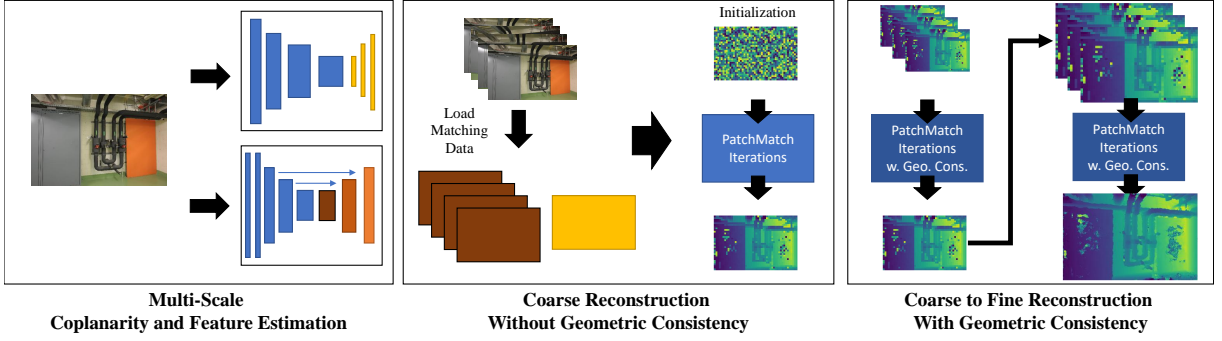 Initialization
Load
Matching
Data
PatchMatch
Iterations
PatchMatch
Iterations
w. Geo. Cons.
PatchMatch
Iterations
w. Geo. Cons.
Multi-Scale
Coplanarity and Feature Estimation
Coarse Reconstruction
Without Geometric Consistency
Coarse to Fine Reconstruction
With Geometric Consistency